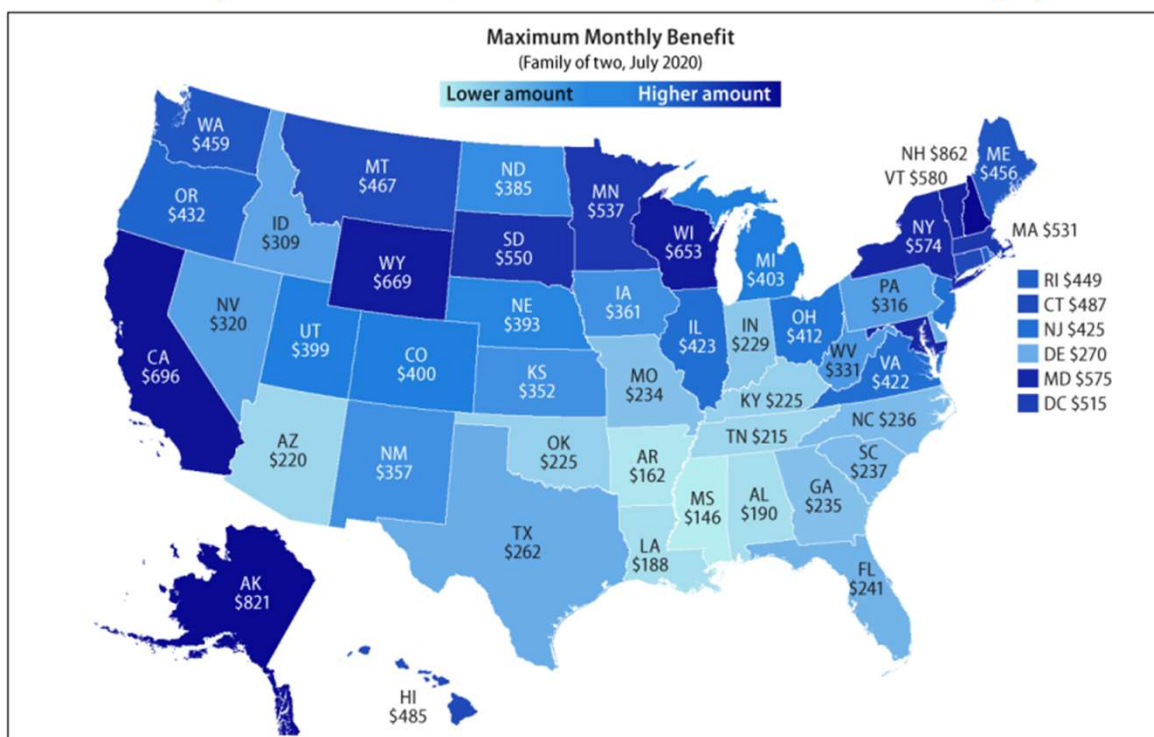 Maximum Monthly Benefit
(Family of two, July 2020)
Lower amount Higher amount
WA
$459
OR
$432
CA
$696
ID
$309
NV
$320
MT
$467
WY
$669
UT
$399
CO
$400
AZ
$220
NM
$357
ND
$385
SD
$550
NE
$393
KS
$352
OK
$225
TX
$262
MN
$537
IA
$361
MO
$234
AR
$162
LA
$188
WI
$653
IL
$423
MI
$403
IN
$229
OH
$412
KY $225
TN $215
MS
$146
AL
$190
GA
$235
FL
$241
SC
$237
NC $236
VA
$422
WV
$331
PA
$316
NY
$574
NH $862
VT $580
ME
$456
MA $531
RI $449
CT $487
NJ $425
DE $270
MD $575
DC $515
AK
$821
HI
$485